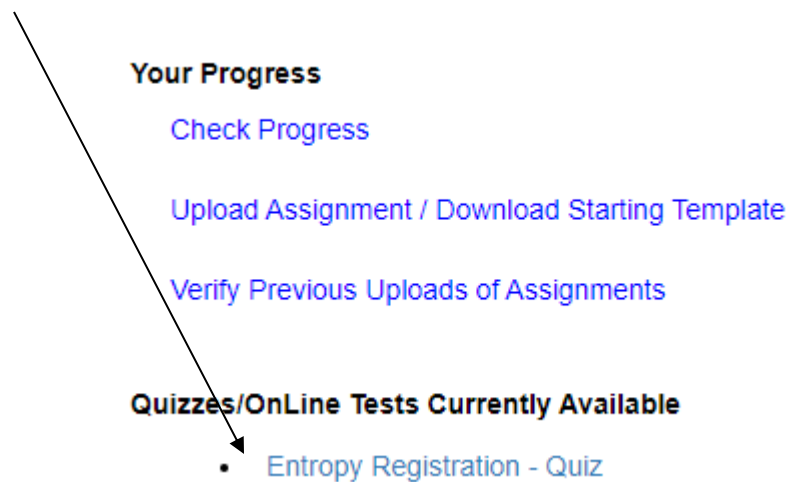 Your Progress
Check Progress
Upload Assignment / Download Starting Template
Verify Previous Uploads of Assignments
Quizzes/OnLine Tests Currently Available
• Entropy Registration - Quiz